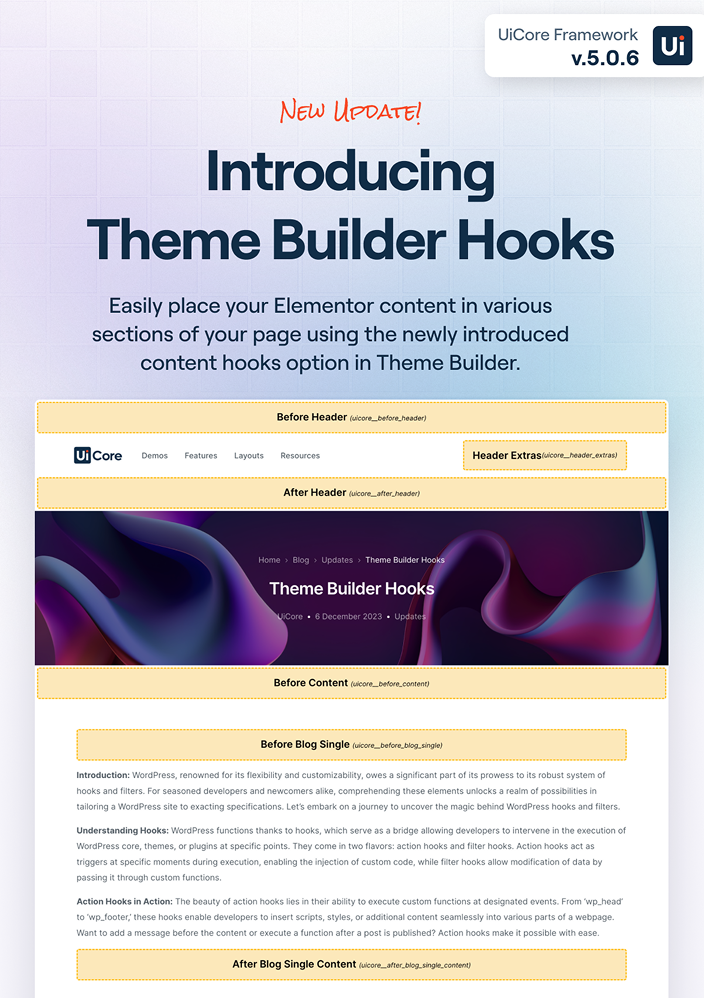 UiCore Framework
v.5.0.6
Ui
New Update!
Introducing
Theme Builder Hooks
Easily place your Elementor content in various
sections of your page using the newly introduced
content hooks option in Theme Builder.
Before Header (uicore__before_header)
Ui Core Demos Features Layouts Resources Header Extras(uicore__header_extras)
After Header (uicore__after_header)
Home › Blog › Updates › Theme Builder Hooks
Theme Builder Hooks
UiCore • 6 December 2023 • Updates
Before Content (uicore__before_content)
Before Blog Single (uicore__before_blog_single)
Introduction: WordPress, renowned for its flexibility and customizability, owes a significant part of its prowess to its robust system of
hooks and filters. For seasoned developers and newcomers alike, comprehending these elements unlocks a realm of possibilities in
tailoring a WordPress site to exacting specifications. Let’s embark on a journey to uncover the magic behind WordPress hooks and filters.
Understanding Hooks: WordPress functions thanks to hooks, which serve as a bridge allowing developers to intervene in the execution of
WordPress core, themes, or plugins at specific points. They come in two flavors: action hooks and filter hooks. Action hooks act as
triggers at specific moments during execution, enabling the injection of custom code, while filter hooks allow modification of data by
passing it through custom functions.
Action Hooks in Action: The beauty of action hooks lies in their ability to execute custom functions at designated events. From ‘wp_head’
to ‘wp_footer,’ these hooks enable developers to insert scripts, styles, or additional content seamlessly into various parts of a webpage.
Want to add a message before the content or execute a function after a post is published? Action hooks make it possible with ease.
After Blog Single Content (uicore__after_blog_single_content)